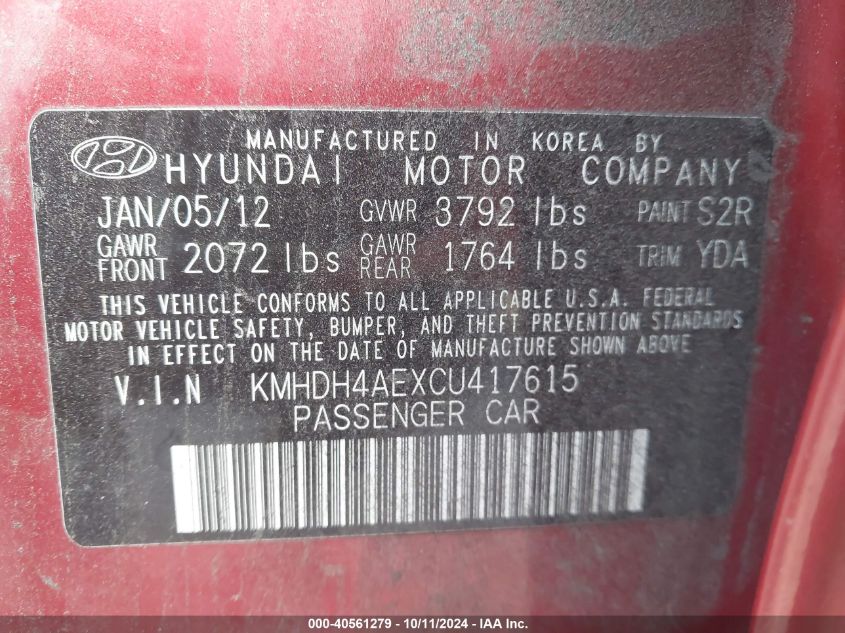 MANUFACTURED IN KOREA BY
HYUNDAI MOTOR COMPANY
JAN/05/12 GVWR 3792 lbs PAINT S2R
GAWR FRONT 2072 lbs GAWR REAR 1764 lbs TRIM YDA
THIS VEHICLE CONFORMS TO ALL APPLICABLE U.S.A. FEDERAL
MOTOR VEHICLE SAFETY, BUMPER, AND THEFT PREVENTION STANDARDS
IN EFFECT ON THE DATE OF MANUFACTURE SHOWN ABOVE.
V.I.N KMHDH4AEXCU417615
PASSENGER CAR
000-40561279 - 10/11/2024 - IAA Inc.